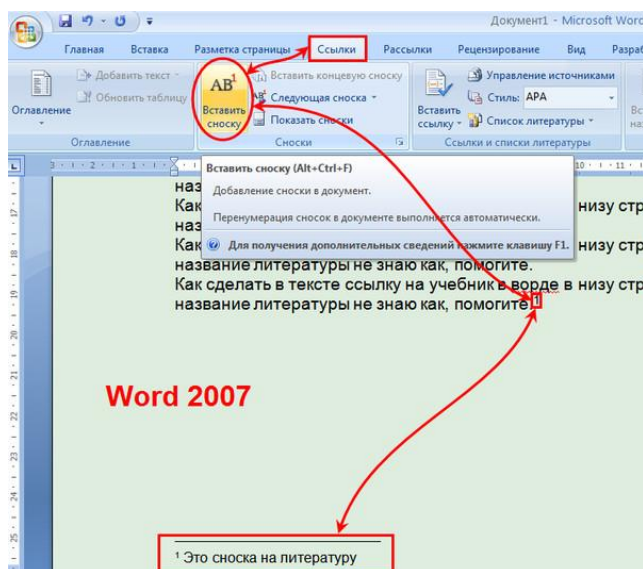 Документ1 - Microsoft Word
Главная Вставка Разметка страницы Ссылки Рассылки Рецензирование Вид
Оглавление
Добавить текст
Обновить таблицу
Оглавление
AB¹
Вставить
сноску
Вставить концевую сноску
Следующая сноска
Показать сноски
Сноски
Вставить
ссылку
Управление источниками
Стиль: APA
Список литературы
Ссылки и списки литературы
Вставить сноску (Alt+Ctrl+F)
Добавление сноски в документ.
Перенумерация сносок в документе выполняется автоматически.
Для получения дополнительных сведений нажмите клавишу F1.
наз
Как низу стр
наз
Как низу стр
название литературы не знаю как, помогите.
Как сделать в тексте ссылку на учебник в ворде в низу стр
название литературы не знаю как, помогите.¹
Word 2007
¹ Это сноска на литературу